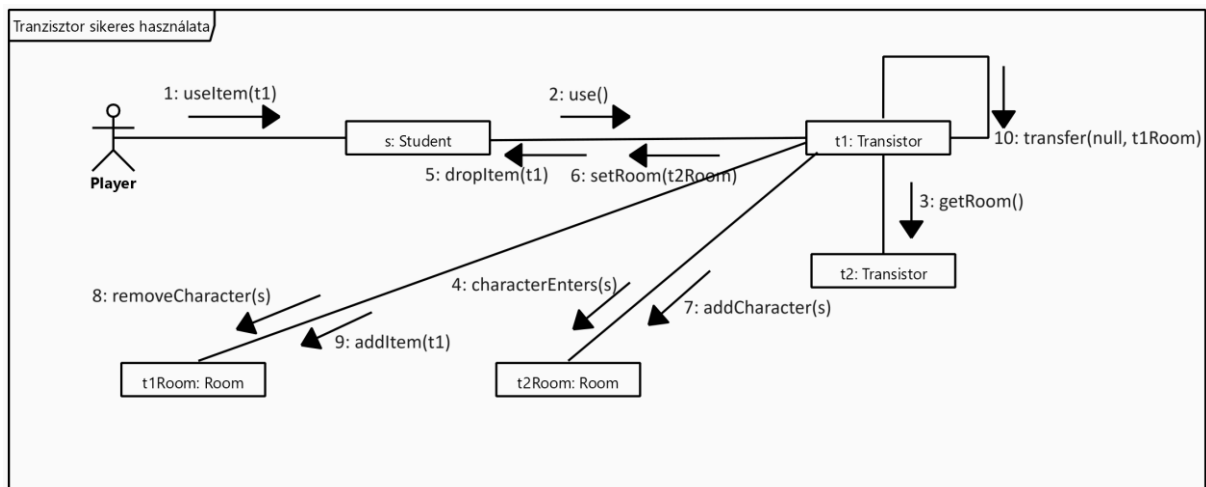 Tranzisztor sikeres használata
1: useItem(t1)
2: use()
s: Student
t1: Transistor
10: transfer(null, t1Room)
Player
5: dropItem(t1)
6: setRoom(t2Room)
3: getRoom()
t2: Transistor
8: removeCharacter(s)
4: characterEnters(s)
7: addCharacter(s)
9: addItem(t1)
t1Room: Room
t2Room: Room